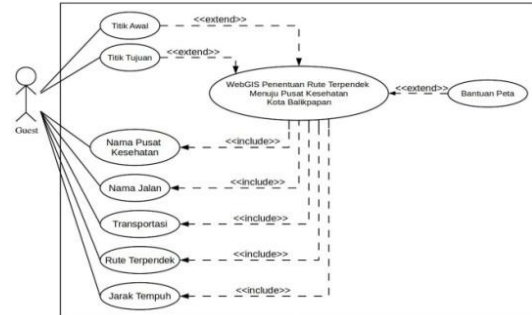 Titik Awal
<<extend>>
Titik Tujuan
<<extend>>
WebGIS Penentuan Rute Terpendek
Menuju Pusat Kesehatan
Kota Balikpapan
<<extend>>
Bantuan Peta
Guest
Nama Pusat
Kesehatan
<<include>>
Nama Jalan
<<include>>
Transportasi
<<include>>
Rute Terpendek
<<include>>
Jarak Tempuh
<<include>>